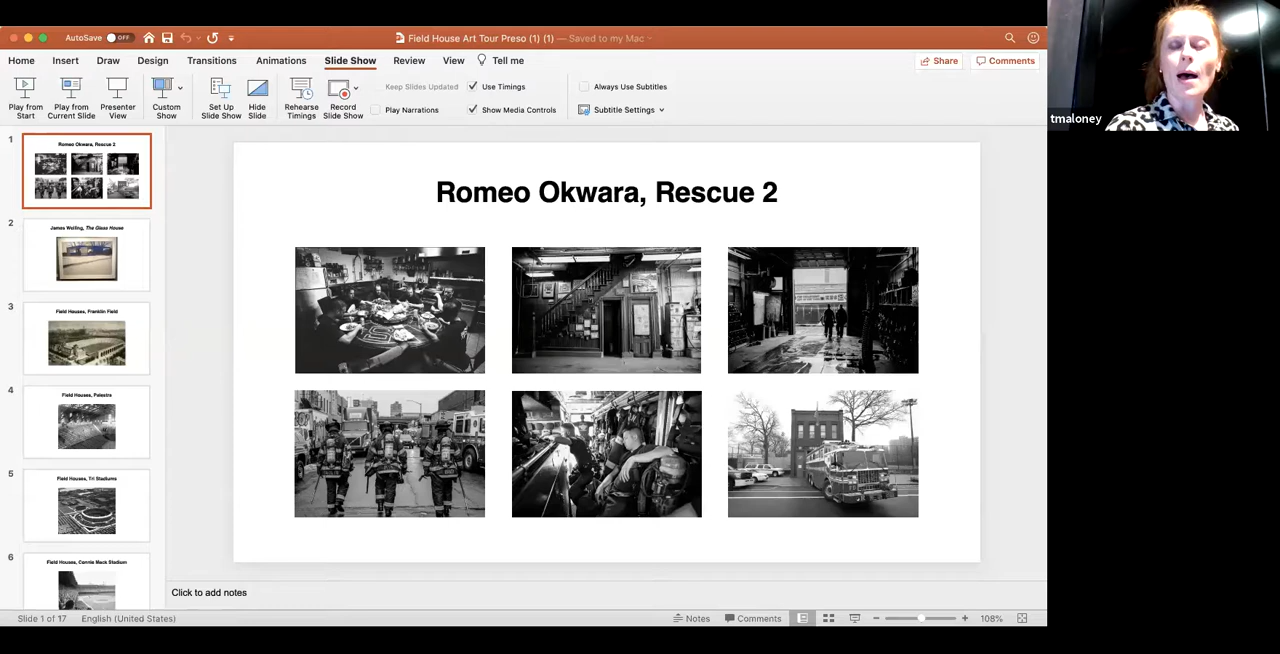 AutoSave OFF
Field House Art Tour Preso (1) (1) — Saved to my Mac
Home Insert Draw Design Transitions Animations Slide Show Review View Tell me
Share Comments
Play from Start
Play from Current Slide
Presenter View
Custom Show
Set Up Slide Show
Hide Slide
Rehearse Timings
Record Slide Show
Keep Slides Updated
Use Timings
Play Narrations
Show Media Controls
Always Use Subtitles
Subtitle Settings
tmaloney
1
Romeo Okwara, Rescue 2
2
James Welling, The Glass House
3
Field Houses, Franklin Field
4
Field Houses, Palestra
5
Field Houses, Tri Stadiums
6
Field Houses, Connie Mack Stadium
Romeo Okwara, Rescue 2
Click to add notes
Slide 1 of 17 English (United States)
Notes Comments 108%